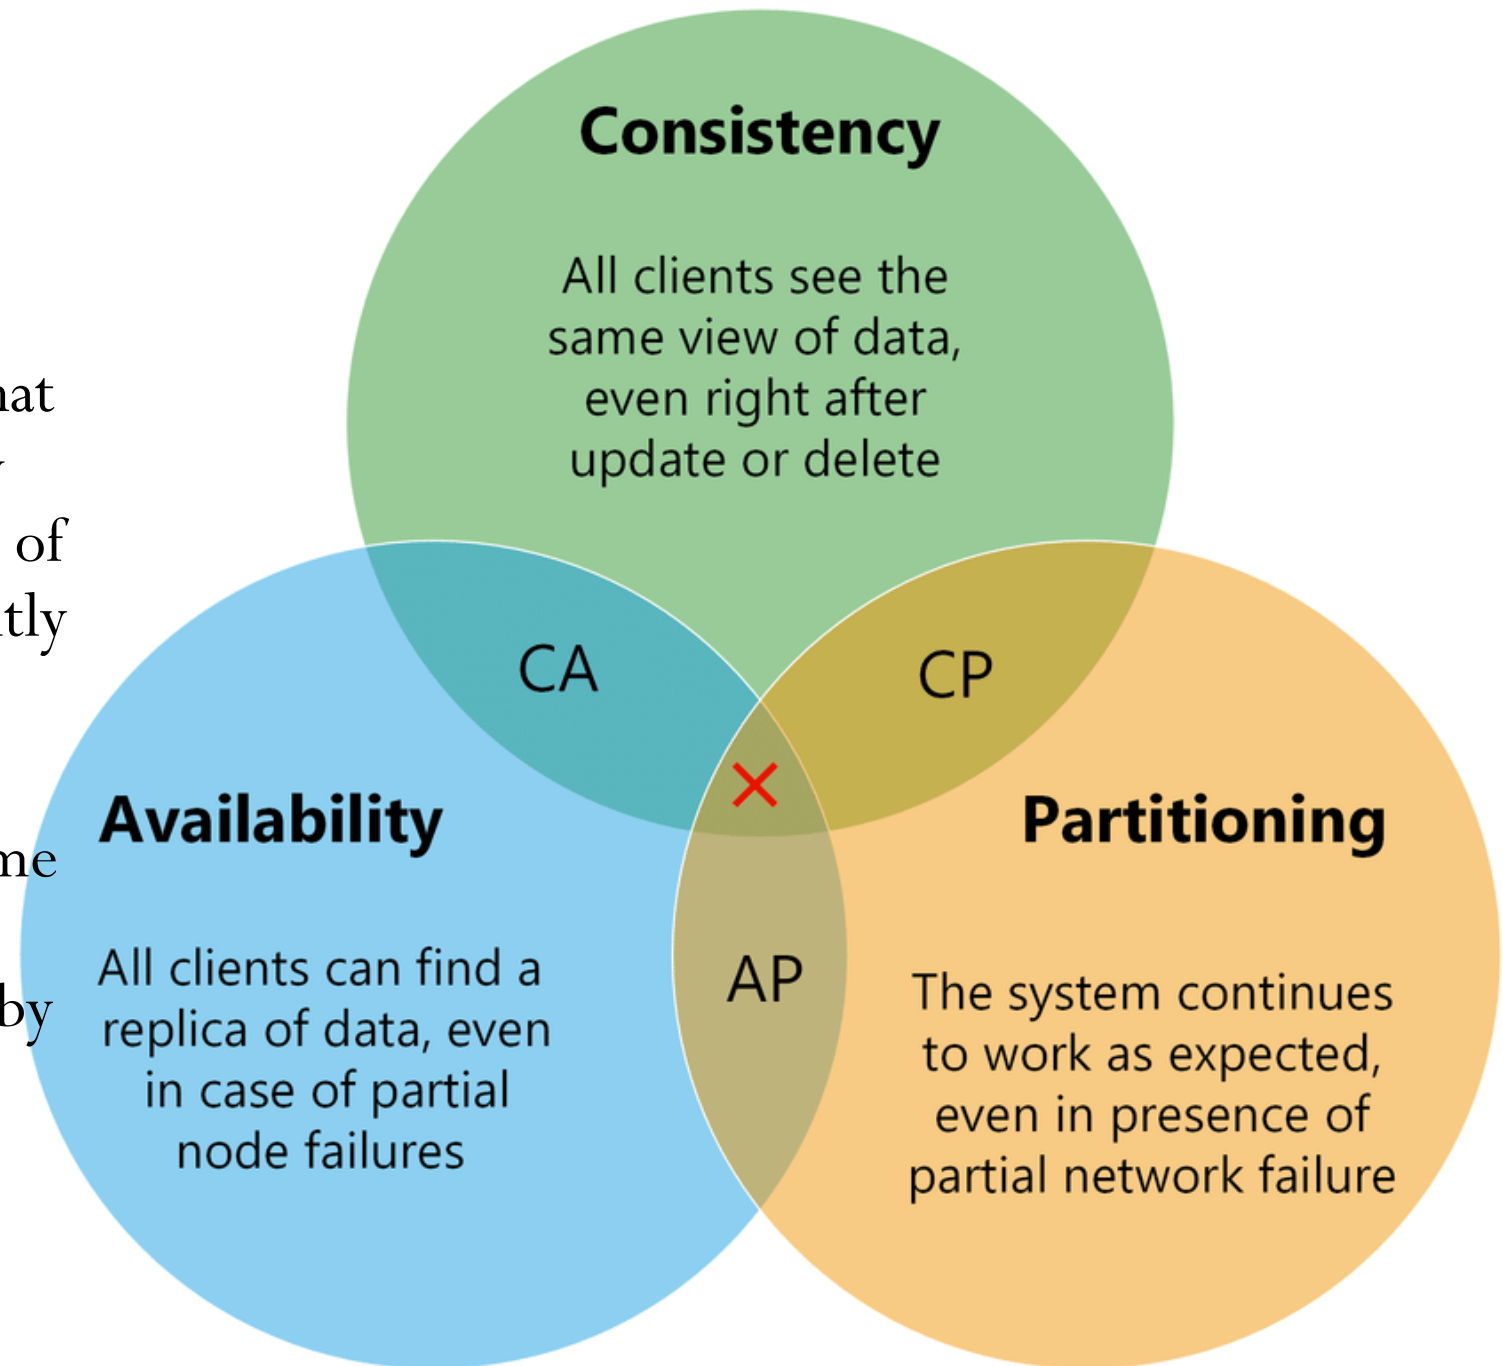 Consistency
All clients see the
same view of data,
even right after
update or delete
of
CA
CP
Availability
Partitioning
by
All clients can find a
replica of data, even
in case of partial
node failures
AP
The system continues
to work as expected,
even in presence of
partial network failure